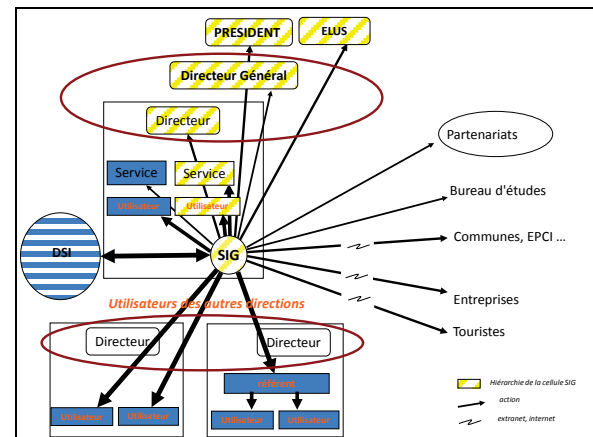 PRESIDENT
ELUS
Directeur Général
Directeur
Partenariats
Service
Service
Bureau d'études
Utilisateur
Utilisateur
Communes, EPCI ...
DSI
SIG
Utilisateurs des autres directions
Entreprises
Touristes
Directeur
Directeur
référent
Utilisateur
Utilisateur
Utilisateur
Utilisateur
Hiérarchie de la cellule SIG
action
extranet, internet